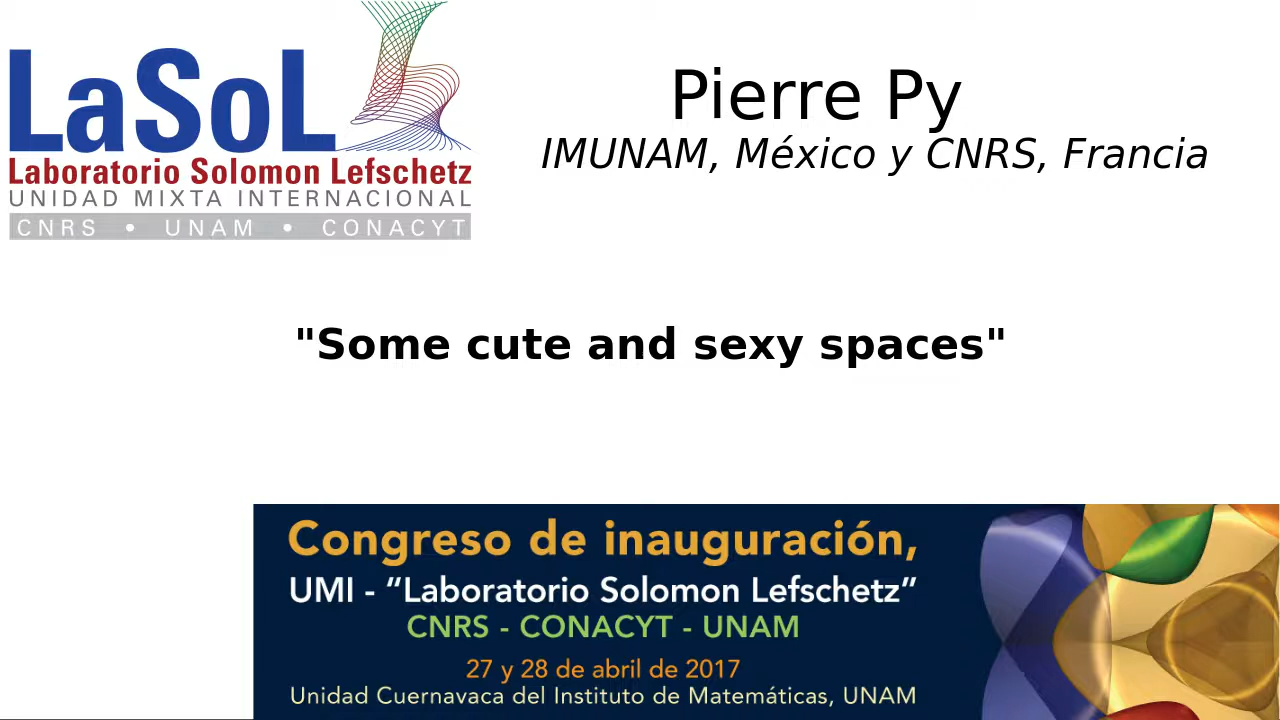 LaSoL
Laboratorio Solomon Lefschetz
UNIDAD MIXTA INTERNACIONAL
CNRS • UNAM • CONACYT
Pierre Py
IMUNAM, México y CNRS, Francia
"Some cute and sexy spaces"
Congreso de inauguración,
UMI - “Laboratorio Solomon Lefschetz”
CNRS - CONACYT - UNAM
27 y 28 de abril de 2017
Unidad Cuernavaca del Instituto de Matemáticas, UNAM